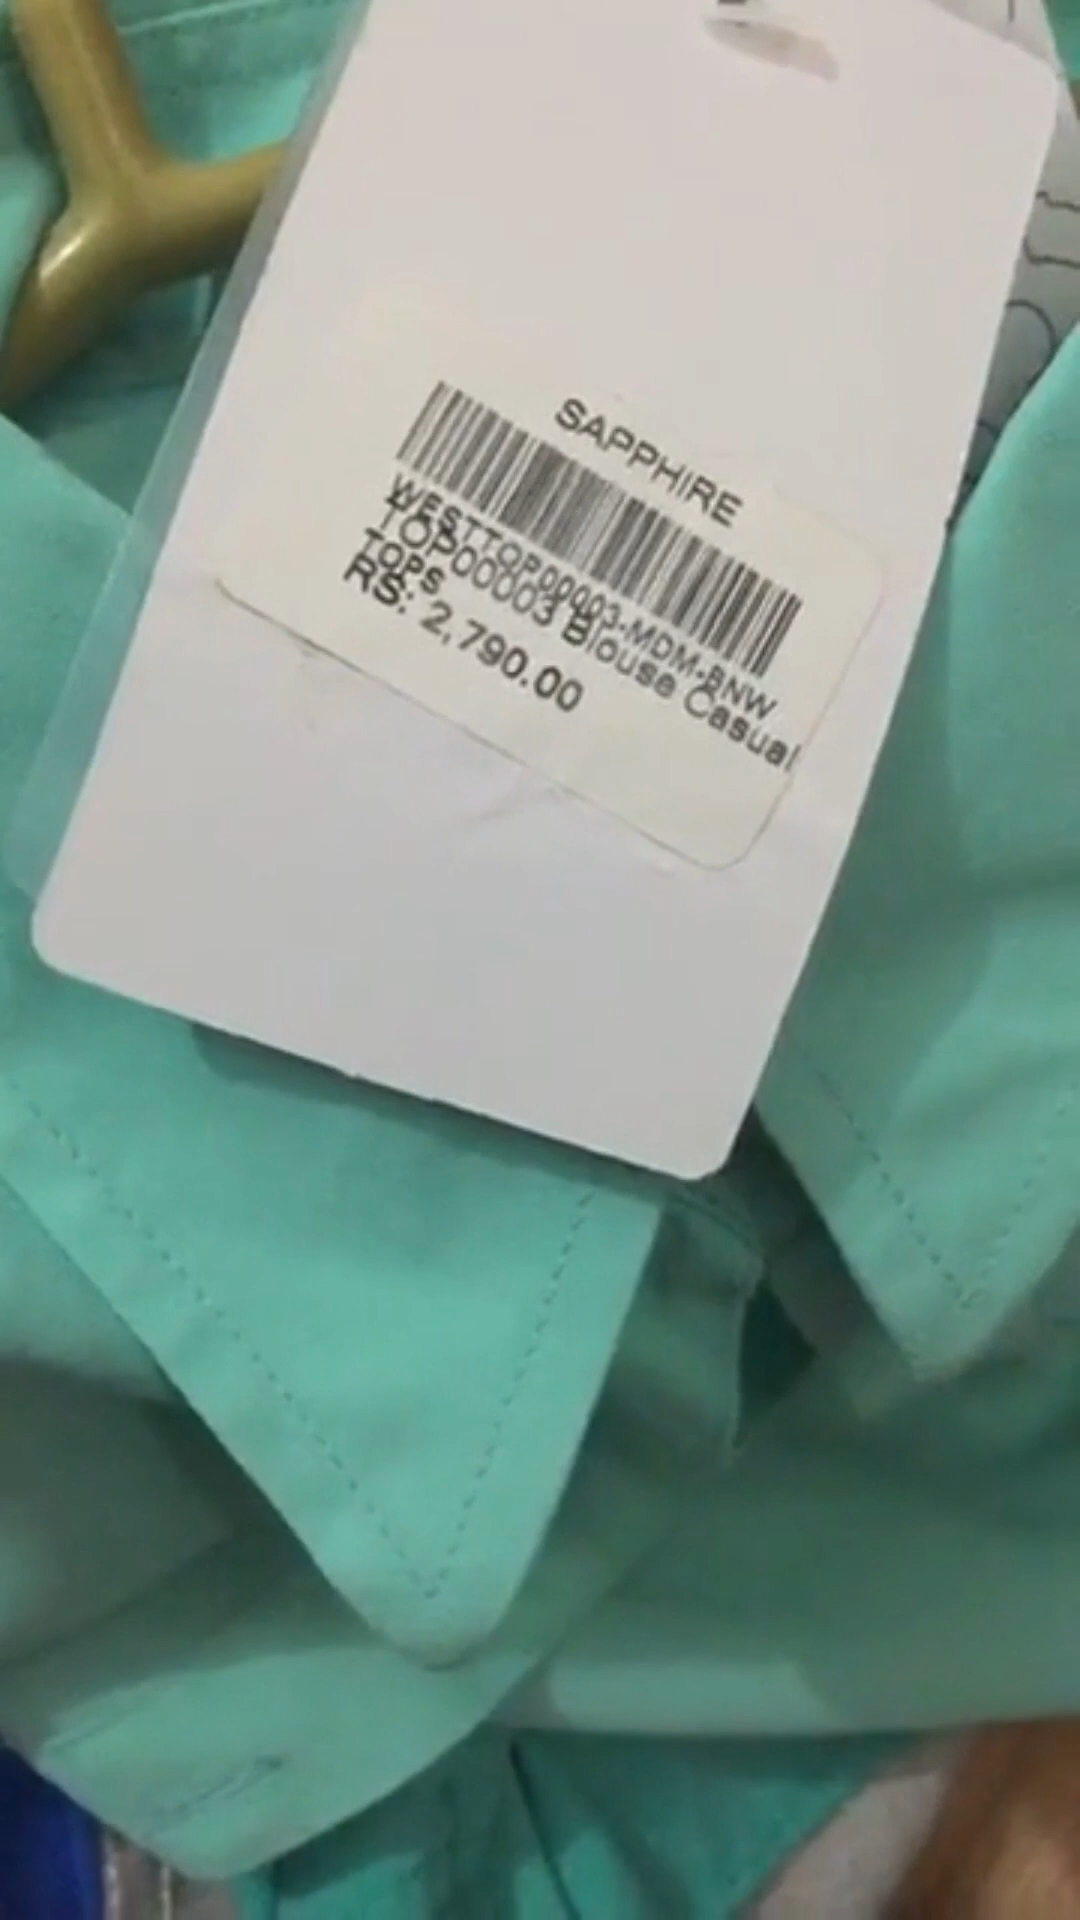 SAPPHIRE
WESTTOP00003-MDM-BNW
TOP00003 Blouse Casual
TOPS
RS: 2,790.00